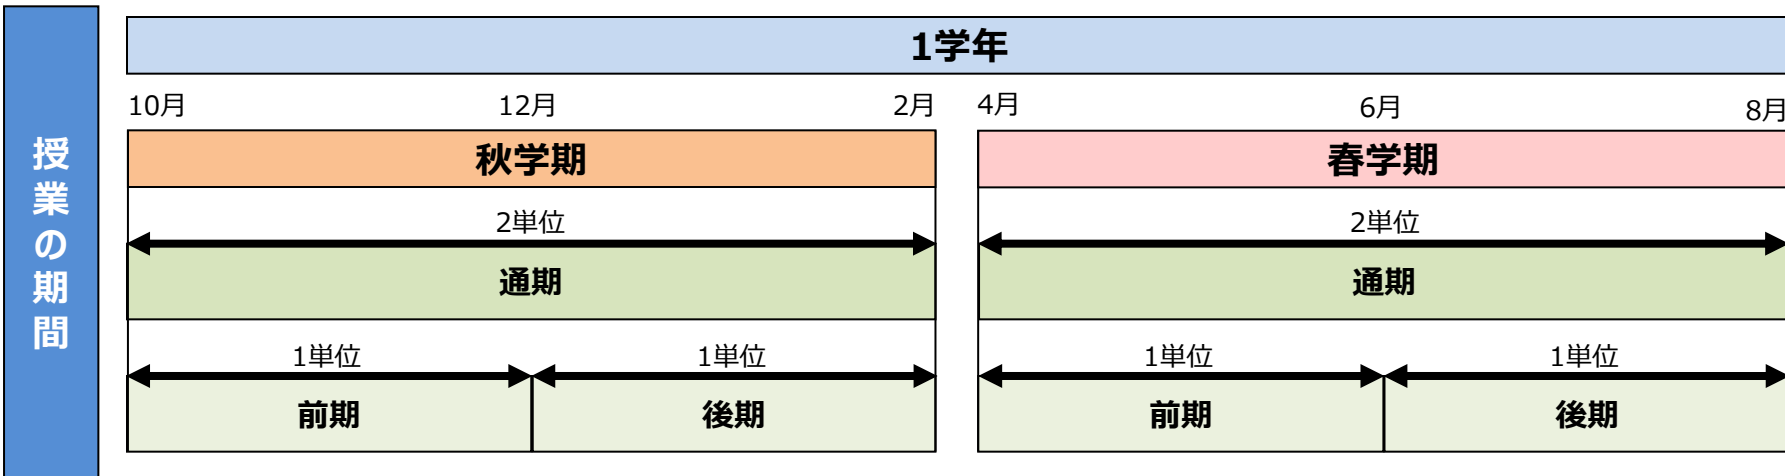 授業の期間
1学年
10月 12月 2月 4月 6月 8月
秋学期 春学期
2単位 2単位
通期 通期
1単位 1単位 1単位 1単位
前期 後期 前期 後期